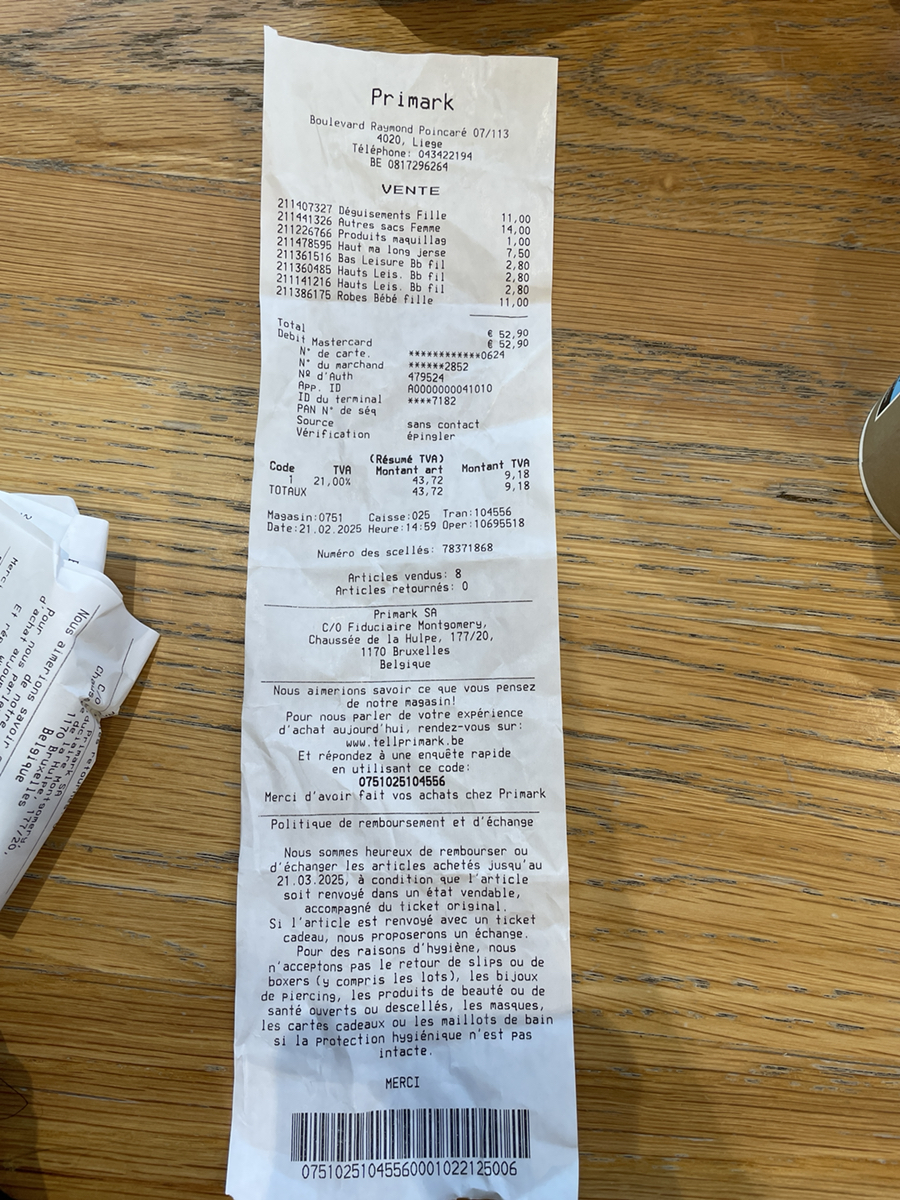 Primark
Boulevard Raymond Poincaré 07/113
4020, Liege
Téléphone: 043422194
BE 0817296264
VENTE
211407327 Déguisements Fille 11,00
211441326 Autres sacs Femme 14,00
211226766 Produits maquillag 1,00
211478595 Haut ma long jerse 7,50
211361516 Bas Leisure Bb fil 2,80
211360485 Hauts Leis. Bb fil 2,80
211141216 Hauts Leis. Bb fil 2,80
211386175 Robes Bébé fille 11,00
Total € 52,90
Debit Mastercard € 52,90
N° de carte. ************0624
N° du marchand ******2852
Nº d'Auth 479524
App. ID A0000000041010
ID du terminal ****7182
PAN N° de séq
Source sans contact
Vérification épingler
(Résumé TVA)
Code TVA Montant art Montant TVA
1 21,00% 43,72 9,18
TOTAUX 43,72 9,18
Magasin:0751 Caisse:025 Tran:104556
Date:21.02.2025 Heure:14:59 Oper:10695518
Numéro des scellés: 78371868
Articles vendus: 8
Articles retournés: 0
Primark SA
C/O Fiduciaire Montgomery,
Chaussée de la Hulpe, 177/20,
1170 Bruxelles
Belgique
Nous aimerions savoir ce que vous pensez
de notre magasin!
Pour nous parler de votre expérience
d'achat aujourd'hui, rendez-vous sur:
www.tellprimark.be
Et répondez à une enquête rapide
en utilisant ce code:
0751025104556
Merci d'avoir fait vos achats chez Primark
Politique de remboursement et d'échange
Nous sommes heureux de rembourser ou
d'échanger les articles achetés jusqu'au
21.03.2025, à condition que l'article
soit renvoyé dans un état vendable,
accompagné du ticket original.
Si l'article est renvoyé avec un ticket
cadeau, nous proposerons un échange.
Pour des raisons d'hygiène, nous
n'acceptons pas le retour de slips ou de
boxers (y compris les lots), les bijoux
de piercing, les produits de beauté ou de
santé ouverts ou descellés, les masques,
les cartes cadeaux ou les maillots de bain
si la protection hygiénique n'est pas
intacte.
MERCI
075102510455600001022125006
1170 Bruxelles
Belgique
Nous aimerions savoir
Pour nous de notre
d'achat
Et
Merci